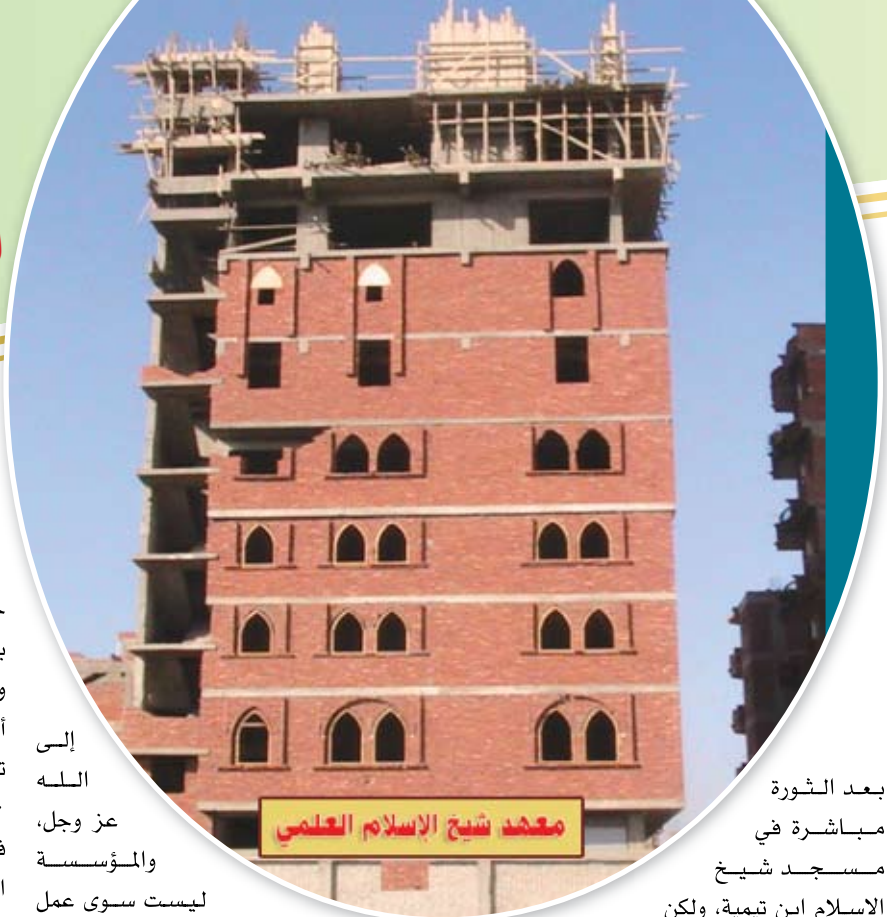 معهد شيخ الإسلام العلمي
بعد الثورة
مباشرة في
مسجد شيخ
الإسلام ابن تيمية، ولكن
إلى
الله
عز وجل،
والمؤسسة
ليست سوى عمل